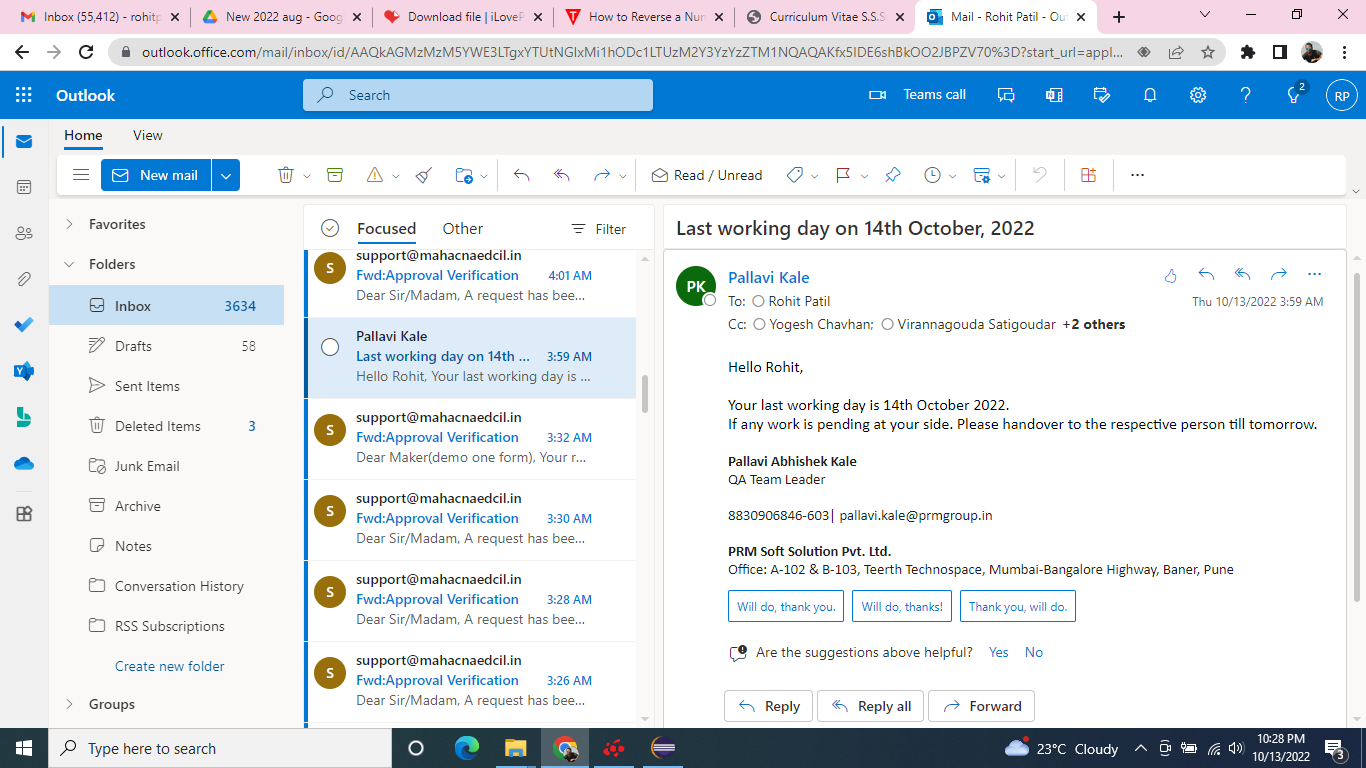 Inbox (55,412) - rohitp
New 2022 aug - Goog
Download file | iLoveP
How to Reverse a Num
Curriculum Vitae S.S.S
Mail - Rohit Patil - Out
outlook.office.com/mail/inbox/id/AAQkAGMzMzM5YWE3LTgxYTUtNGIxMi1hODc1LTUzM2Y3YzYzZTM1NQAQAKfx5IDE6shBkOO2JBPZV70%3D?start_url=appl...
Outlook
Search
Teams call
2
RP
Home
View
New mail
Read / Unread
Favorites
Folders
Inbox 3634
Drafts 58
Sent Items
Deleted Items 3
Junk Email
Archive
Notes
Conversation History
RSS Subscriptions
Create new folder
Groups
Focused
Other
Filter
S
support@mahacnaedcil.in
Fwd:Approval Verification 4:01 AM
Dear Sir/Madam, A request has bee...
Pallavi Kale
Last working day on 14th ... 3:59 AM
Hello Rohit, Your last working day is ...
S
support@mahacnaedcil.in
Fwd:Approval Verification 3:32 AM
Dear Maker(demo one form), Your r...
S
support@mahacnaedcil.in
Fwd:Approval Verification 3:30 AM
Dear Sir/Madam, A request has bee...
S
support@mahacnaedcil.in
Fwd:Approval Verification 3:28 AM
Dear Sir/Madam, A request has bee...
S
support@mahacnaedcil.in
Fwd:Approval Verification 3:26 AM
Dear Sir/Madam, A request has bee...
Last working day on 14th October, 2022
PK
Pallavi Kale
To: Rohit Patil
Thu 10/13/2022 3:59 AM
Cc: Yogesh Chavhan; Virannagouda Satigoudar +2 others
Hello Rohit,
Your last working day is 14th October 2022.
If any work is pending at your side. Please handover to the respective person till tomorrow.
Pallavi Abhishek Kale
QA Team Leader
8830906846-603| pallavi.kale@prmgroup.in
PRM Soft Solution Pvt. Ltd.
Office: A-102 & B-103, Teerth Technospace, Mumbai-Bangalore Highway, Baner, Pune
Will do, thank you.
Will do, thanks!
Thank you, will do.
Are the suggestions above helpful? Yes No
Reply
Reply all
Forward
Type here to search
23°C Cloudy
10:28 PM
10/13/2022
3